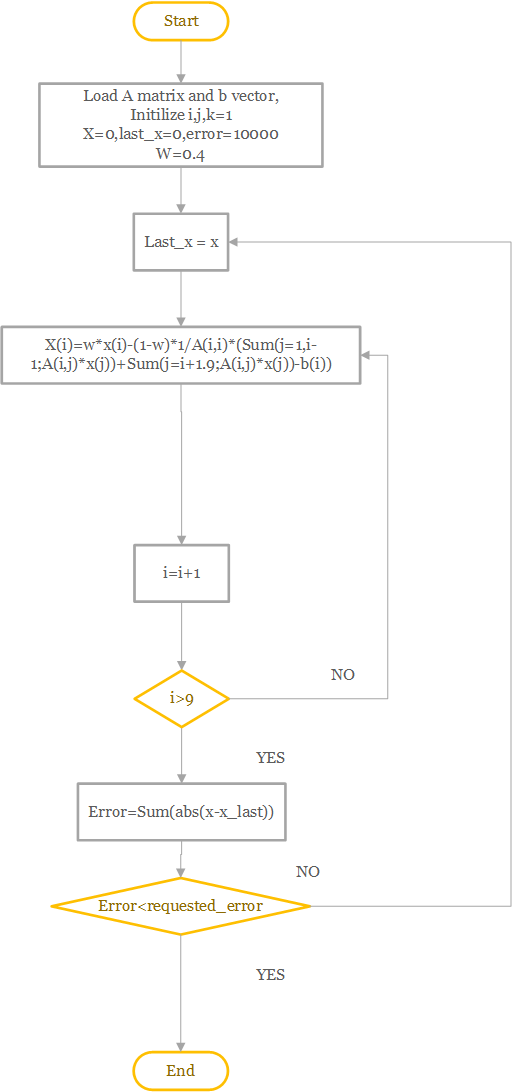 Start
Load A matrix and b vector,
Initilize i,j,k=1
X=0,last_x=0,error=10000
W=0.4
Last_x = x
X(i)=w*x(i)-(1-w)*1/A(i,i)*(Sum(j=1,i-
1;A(i,j)*x(j))+Sum(j=i+1.9;A(i,j)*x(j))-b(i))
i=i+1
NO
i>9
YES
Error=Sum(abs(x-x_last))
NO
Error<requested_error
YES
End